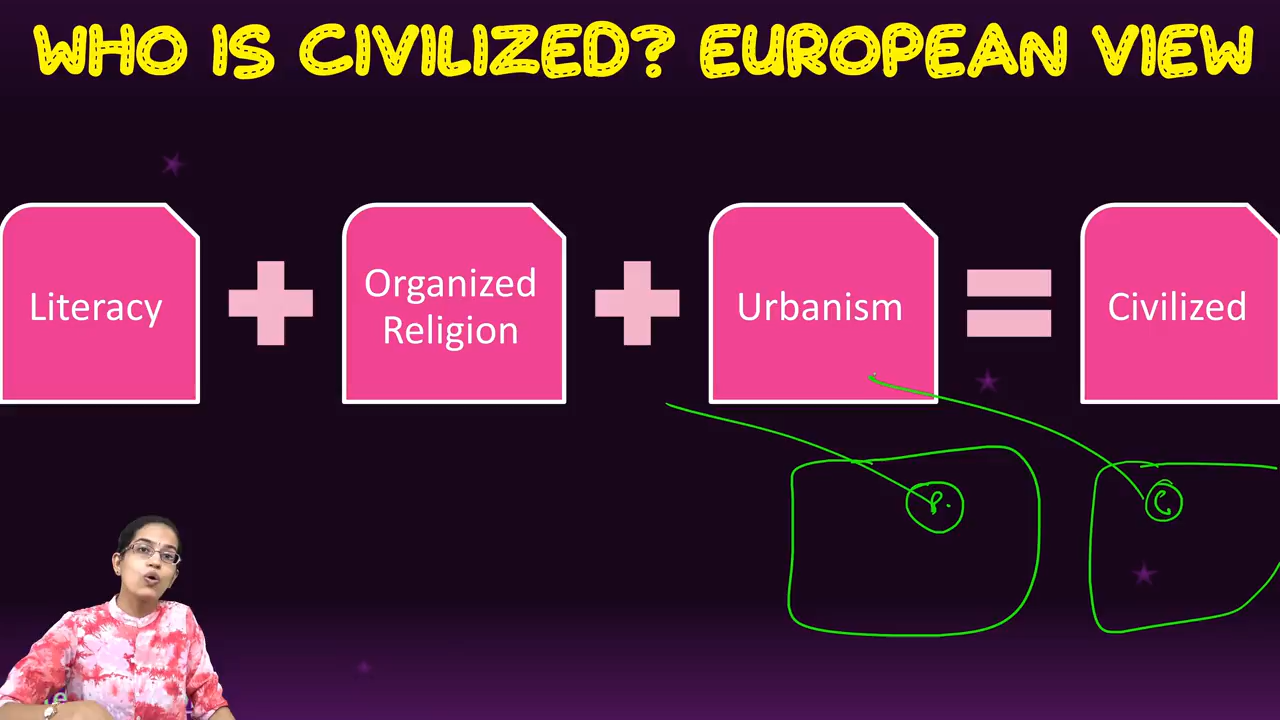 WHO IS CIVILIZED? EUROPEAN VIEW
Literacy
Organized
Religion
Urbanism
Civilized
P.